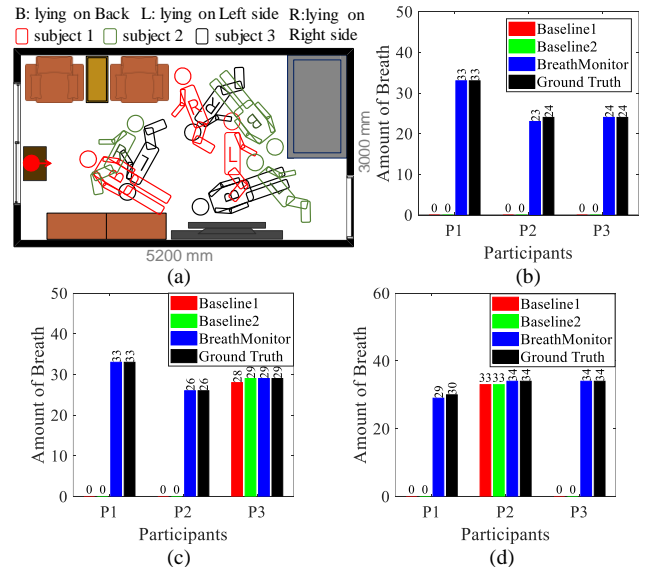 B: lying on Back L: lying on Left side R:lying on Right side
subject 1 subject 2 subject 3
R
L
B
L
B
L
R
B
3000 mm
5200 mm
(a)
50
40
30
20
10
0
Amount of Breath
Baseline1
Baseline2
BreathMonitor
Ground Truth
0 0 33 33
0 0 23 24
0 0 24 24
P1 P2 P3
Participants
(b)
50
40
30
20
10
0
Amount of Breath
Baseline1
Baseline2
BreathMonitor
Ground Truth
0 0 33 33
0 0 26 26
28 29 29 29
P1 P2 P3
Participants
(c)
60
40
20
0
Amount of Breath
Baseline1
Baseline2
BreathMonitor
Ground Truth
0 0 29 30
33 33 34 34
0 0 34 34
P1 P2 P3
Participants
(d)